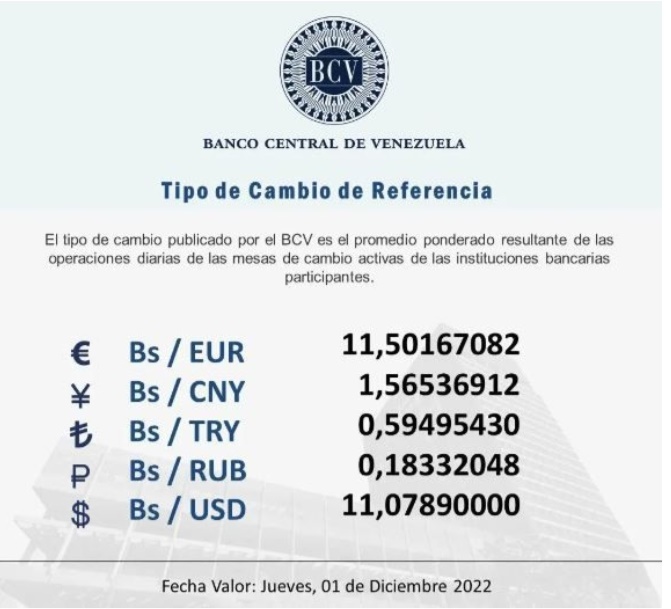 BCV
BANCO CENTRAL DE VENEZUELA
Tipo de Cambio de Referencia
El tipo de cambio publicado por el BCV es el promedio ponderado resultante de las
operaciones diarias de las mesas de cambio activas de las instituciones bancarias
participantes.
€ Bs / EUR 11,50167082
¥ Bs / CNY 1,56536912
₺ Bs / TRY 0,59495430
₽ Bs / RUB 0,18332048
$ Bs / USD 11,07890000
Fecha Valor: Jueves, 01 de Diciembre 2022